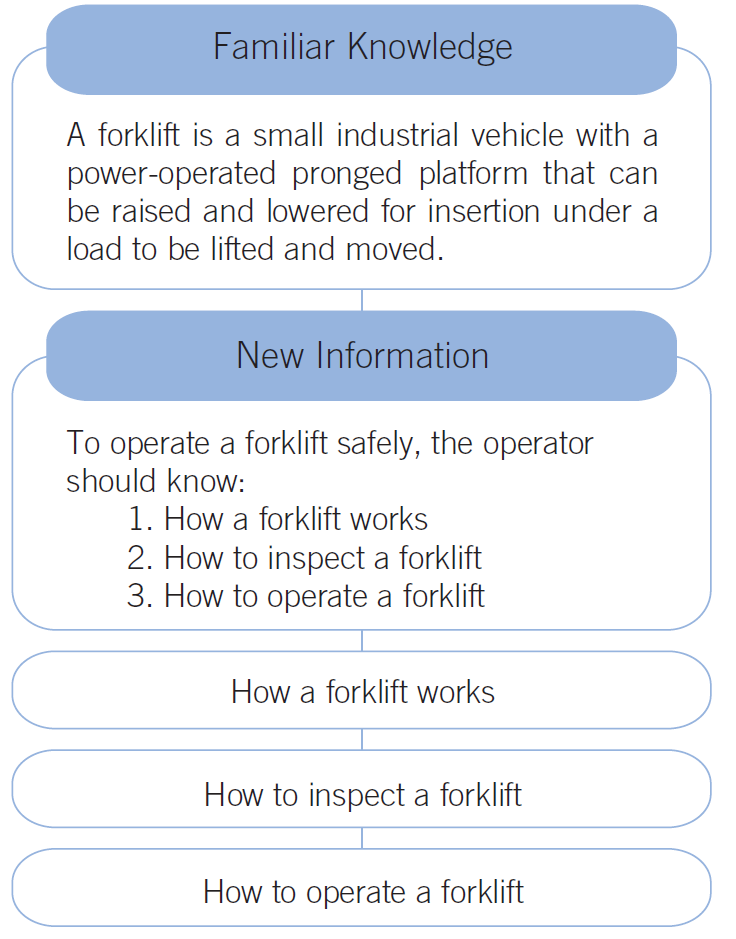 Familiar Knowledge
A forklift is a small industrial vehicle with a
power-operated pronged platform that can
be raised and lowered for insertion under a
load to be lifted and moved.
New Information
To operate a forklift safely, the operator
should know:
1. How a forklift works
2. How to inspect a forklift
3. How to operate a forklift
How a forklift works
How to inspect a forklift
How to operate a forklift